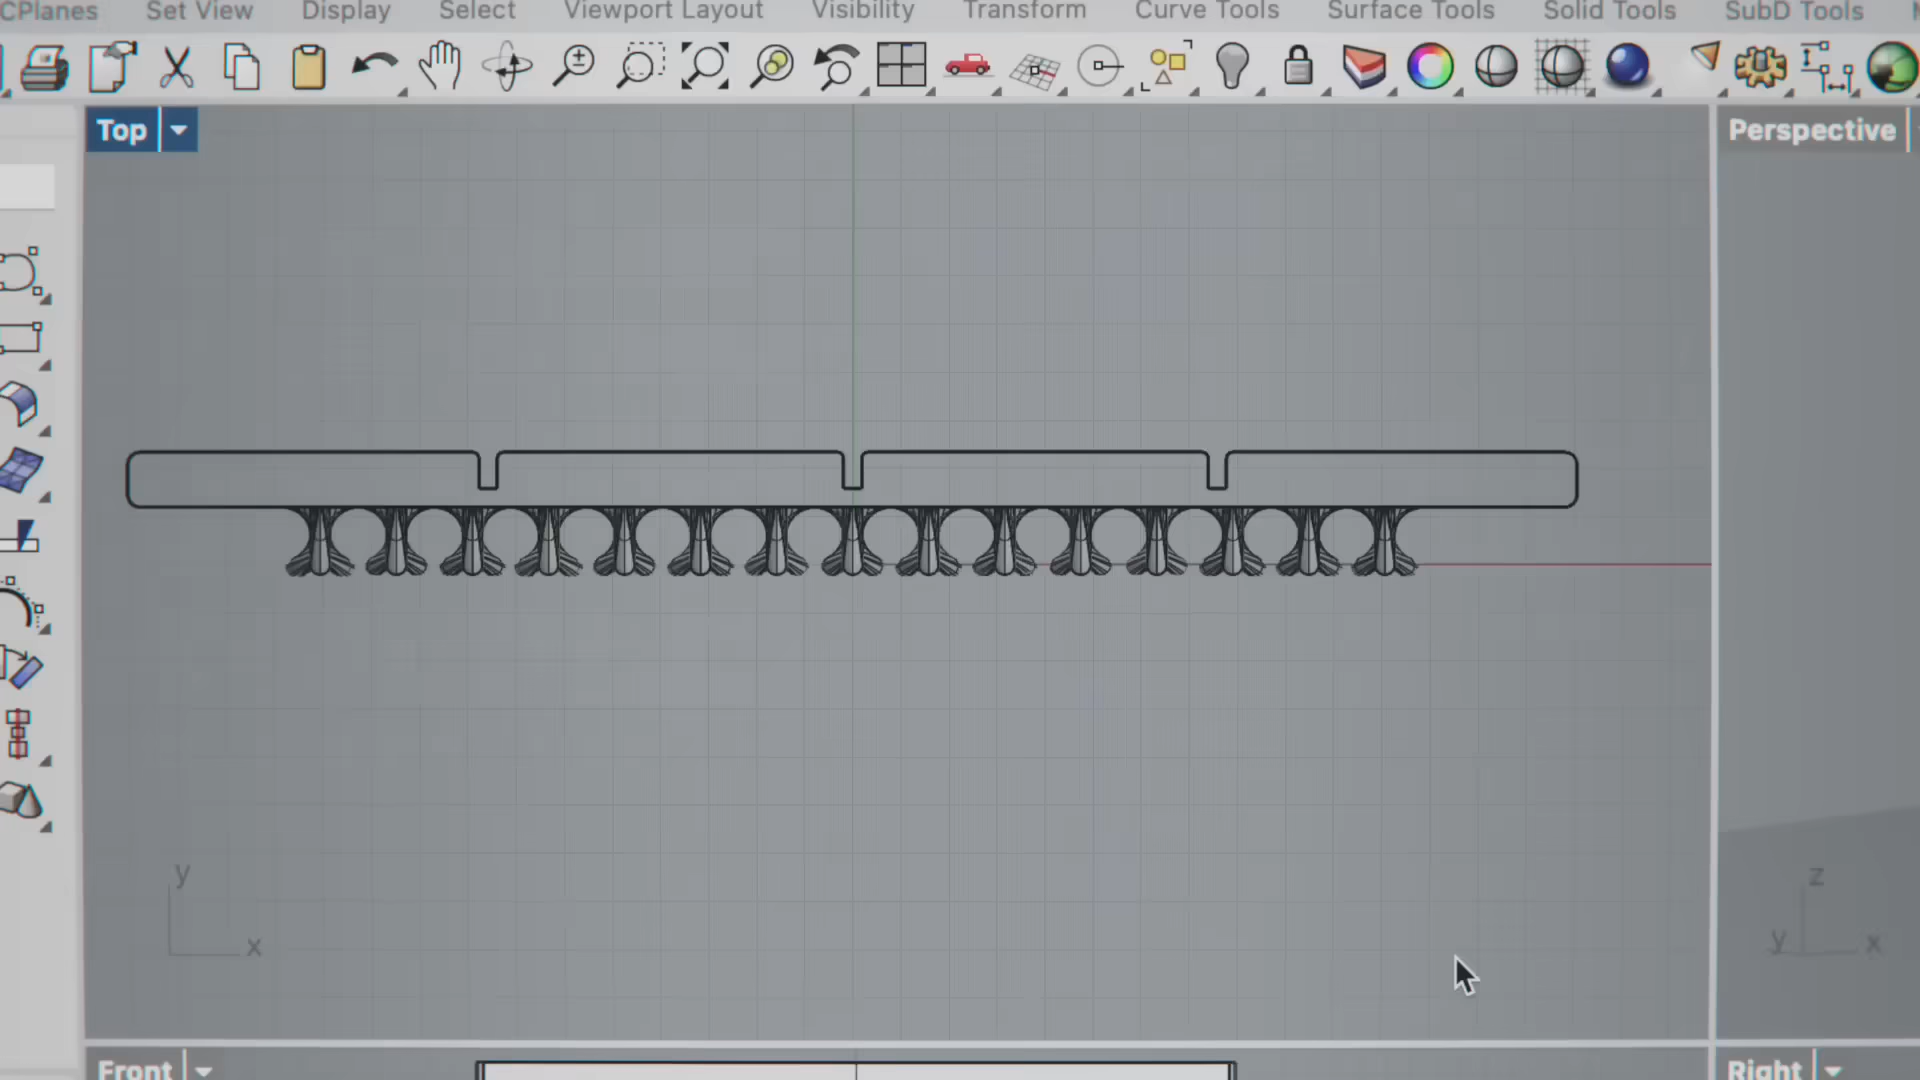 CPlanes Set View Display Select Viewport Layout Visibility Transform Curve Tools Surface Tools Solid Tools SubD Tools
Top
Perspective
y
x
z
y
x
Front
Right